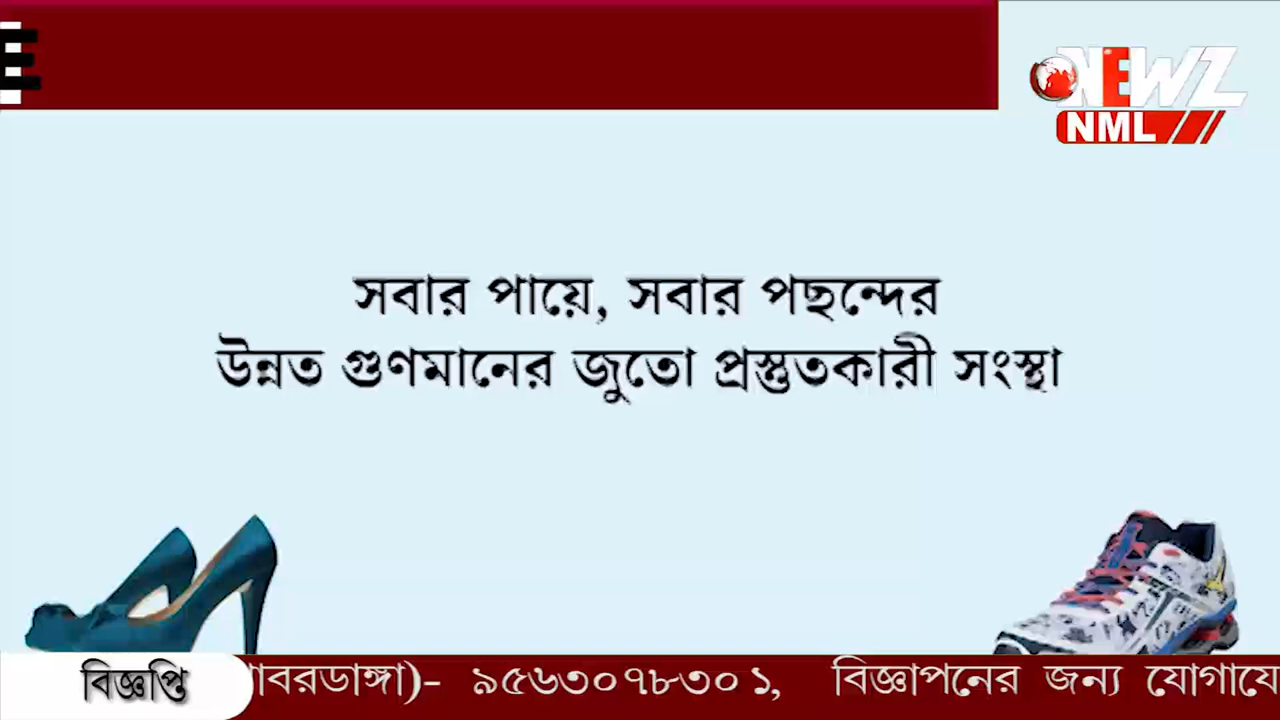 NEWZ
NML
সবার পায়ে, সবার পছন্দের
উন্নত গুণমানের জুতো প্রস্তুতকারী সংস্থা
বিজ্ঞপ্তি
াবরডাঙ্গা)- ৯৫৬৩০৭৮৩০১, বিজ্ঞাপনের জন্য যোগাযে